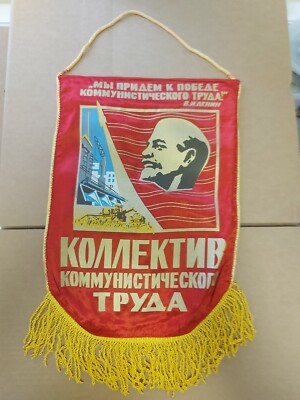 „МЫ ПРИДЕМ К ПОБЕДЕ
КОММУНИСТИЧЕСКОГО ТРУДА!"
В.И.ЛЕНИН
КОЛЛЕКТИВ
КОММУНИСТИЧЕСКОГО
ТРУДА